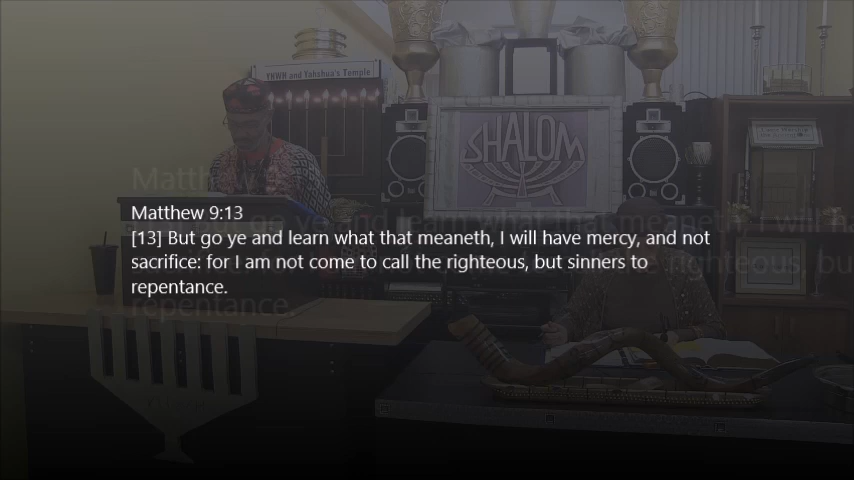 YHWH and Yahshua's Temple
SHALOM
Matthew 9:13
[13] But go ye and learn what that meaneth, I will have mercy, and not
sacrifice: for I am not come to call the righteous, but sinners to
repentance.